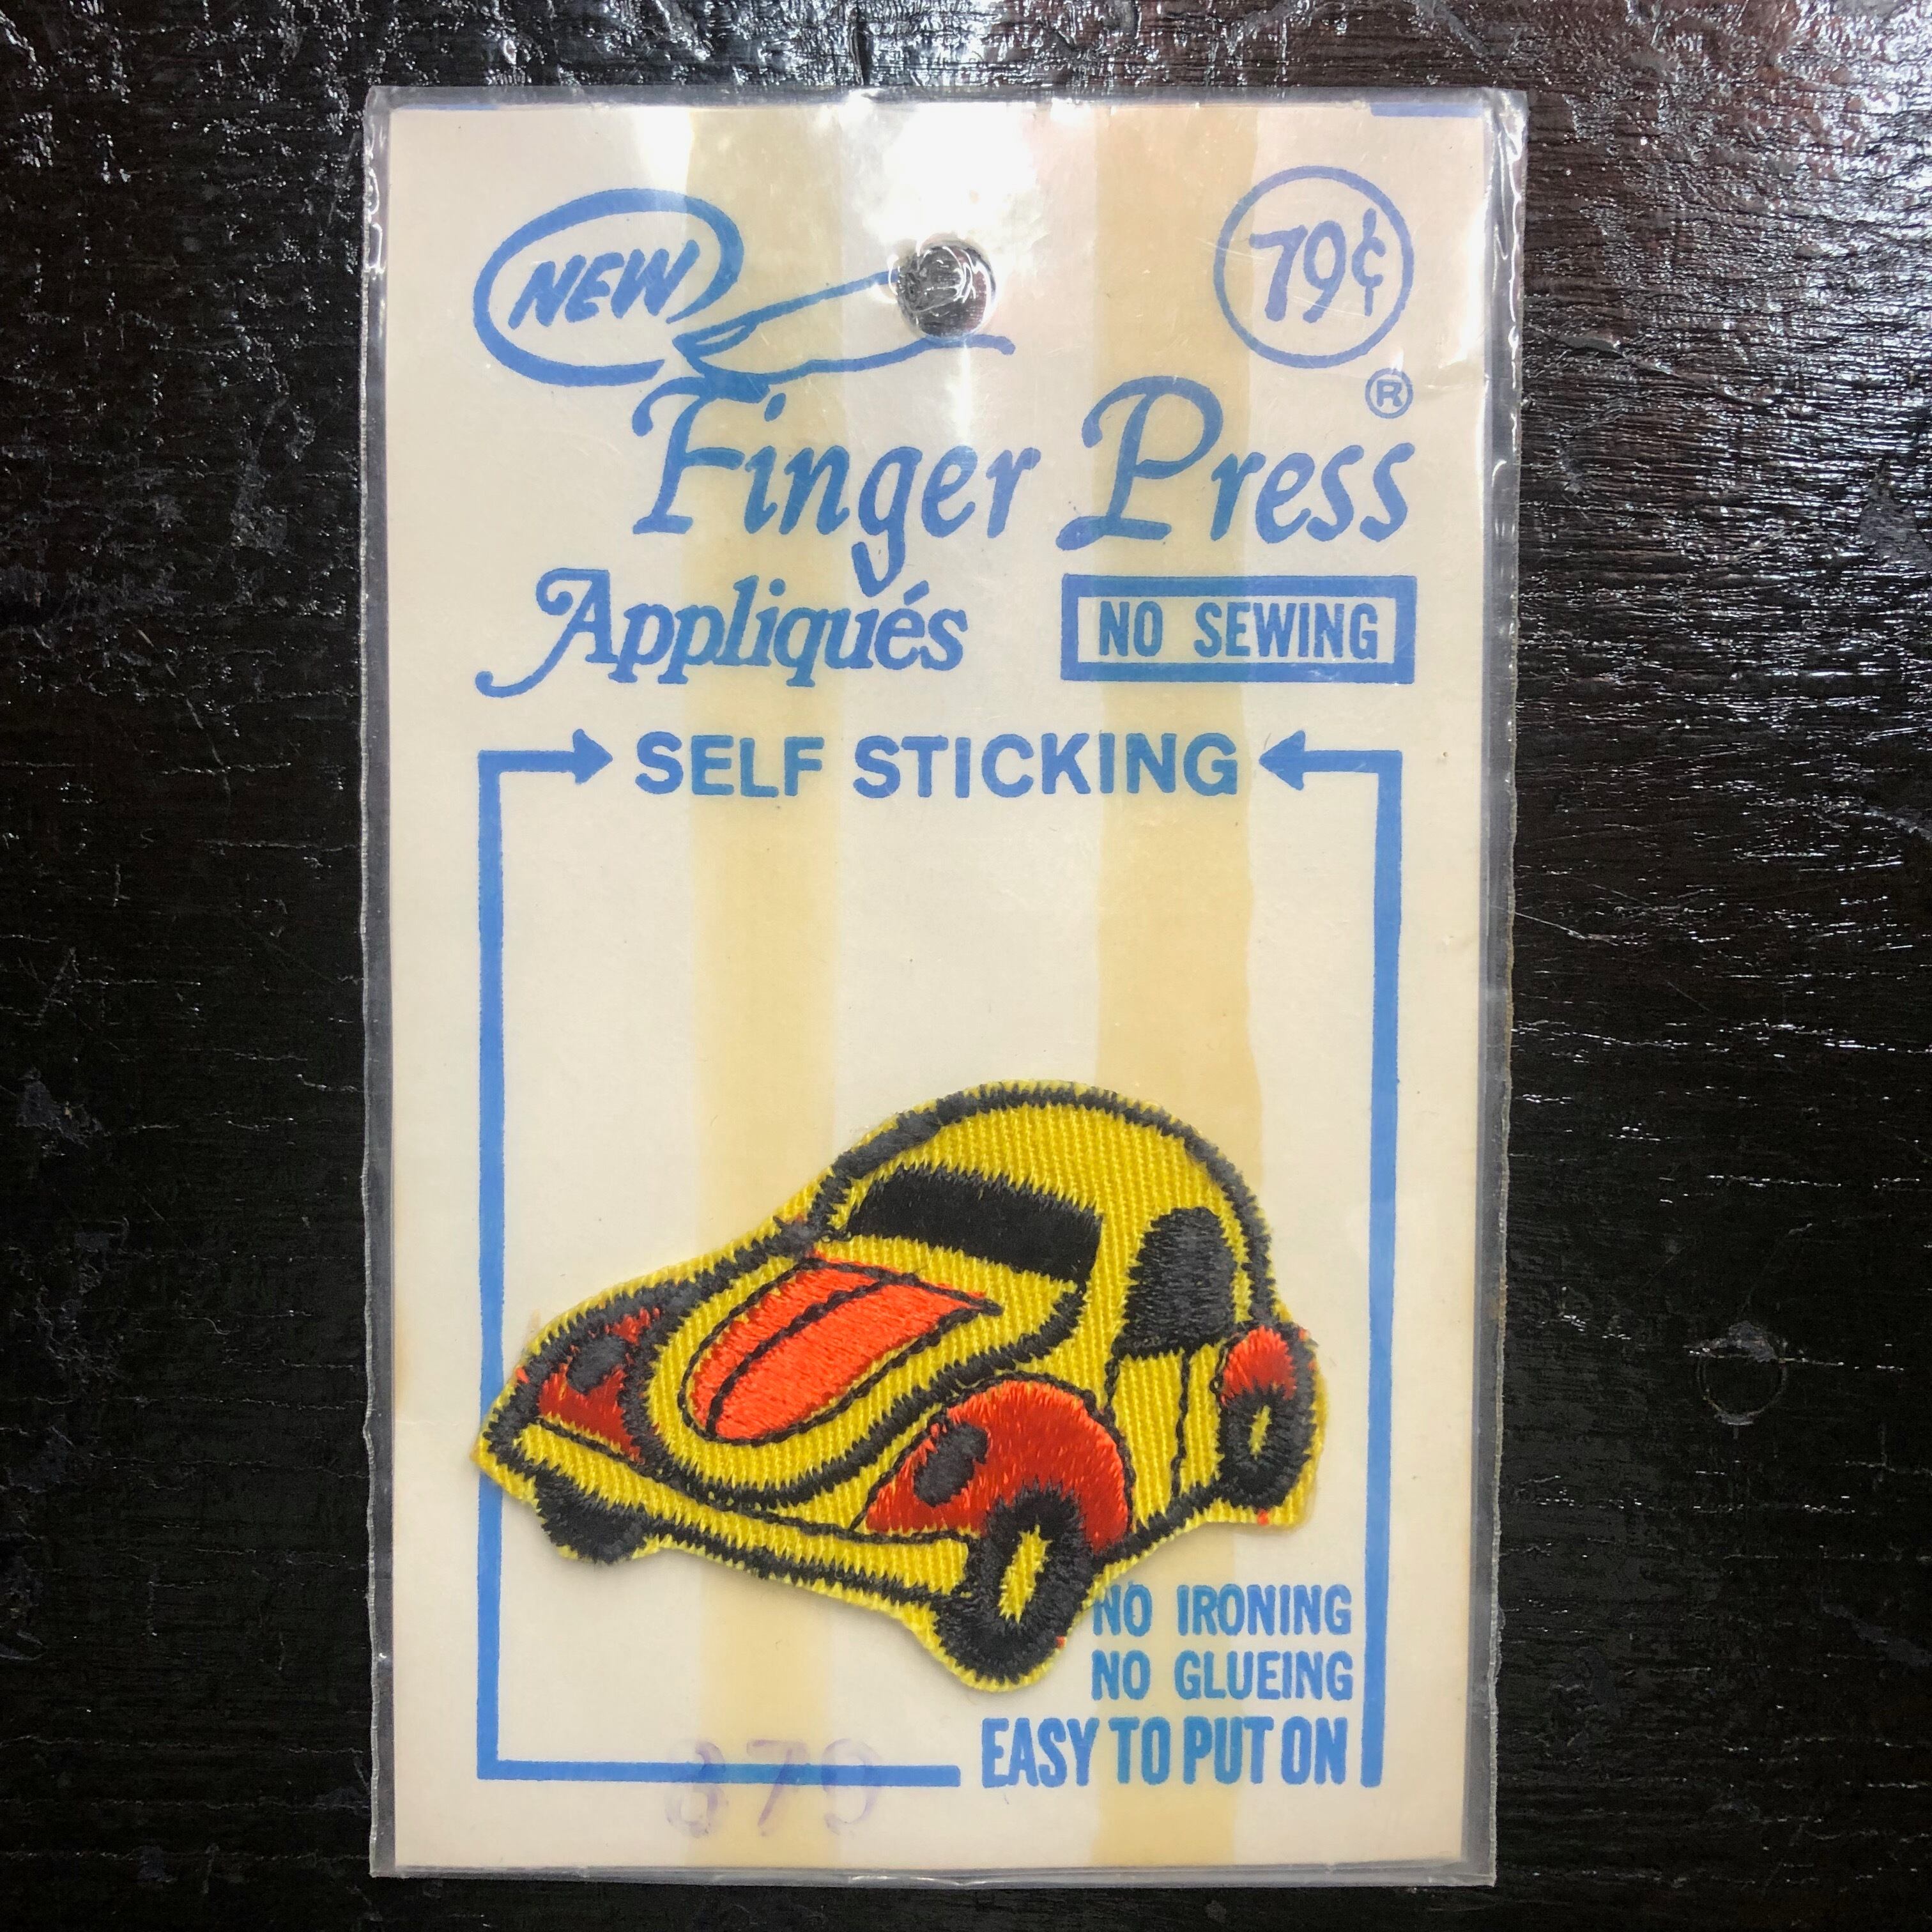 NEW
79¢
Finger Press ®
Appliqués
NO SEWING
SELF STICKING
NO IRONING
NO GLUEING
EASY TO PUT ON